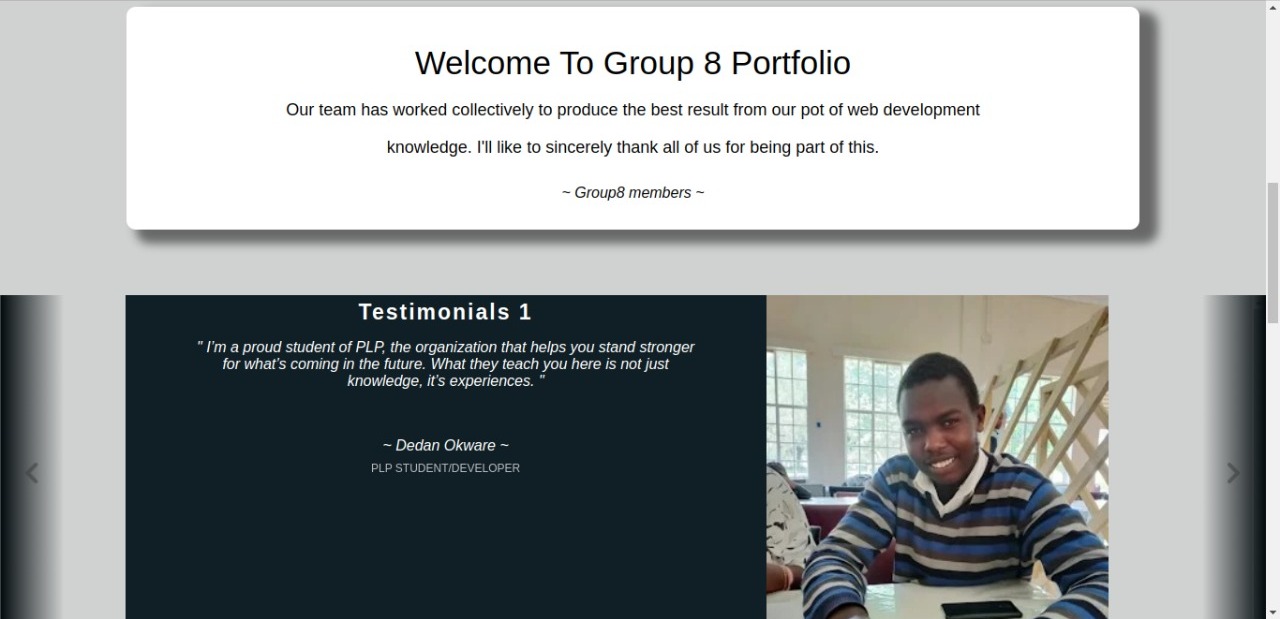 Welcome To Group 8 Portfolio
Our team has worked collectively to produce the best result from our pot of web development
knowledge. I'll like to sincerely thank all of us for being part of this.
~ Group8 members ~
Testimonials 1
" I’m a proud student of PLP, the organization that helps you stand stronger
for what’s coming in the future. What they teach you here is not just
knowledge, it’s experiences. "
~ Dedan Okware ~
PLP STUDENT/DEVELOPER